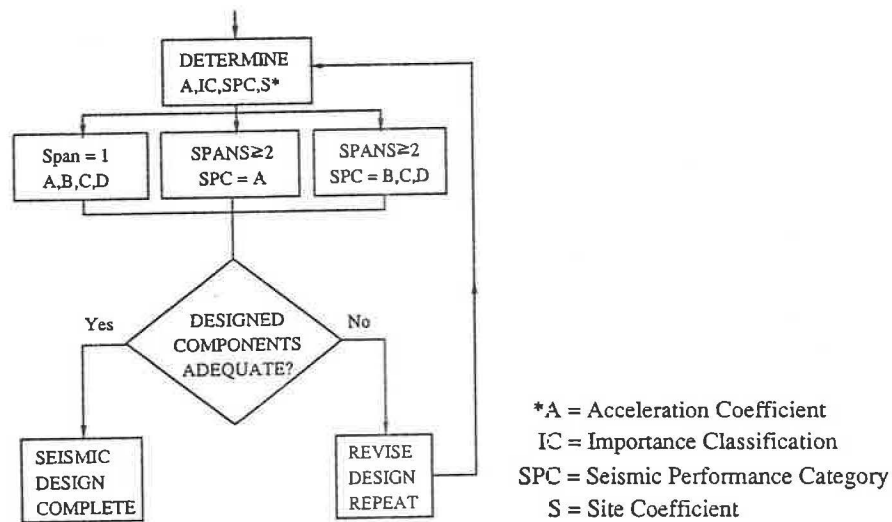 DETERMINE
A,IC,SPC,S*
Span = 1
A,B,C,D
SPANS≥2
SPC = A
SPANS≥2
SPC = B,C,D
Yes
DESIGNED
COMPONENTS
ADEQUATE?
No
SEISMIC
DESIGN
COMPLETE
REVISE
DESIGN
REPEAT
*A = Acceleration Coefficient
IC = Importance Classification
SPC = Seismic Performance Category
S = Site Coefficient